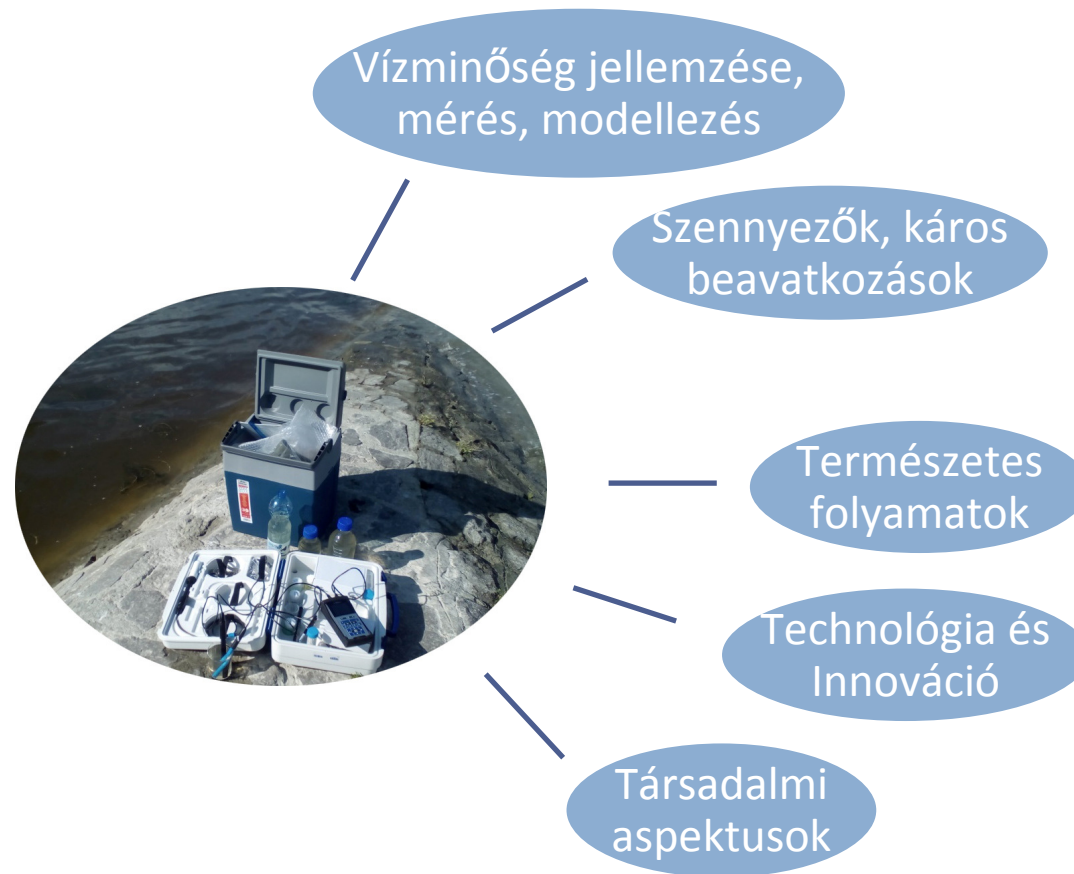 Vízminőség jellemzése,
mérés, modellezés
Szennyezők, káros
beavatkozások
Természetes
folyamatok
Technológia és
Innováció
Társadalmi
aspektusok